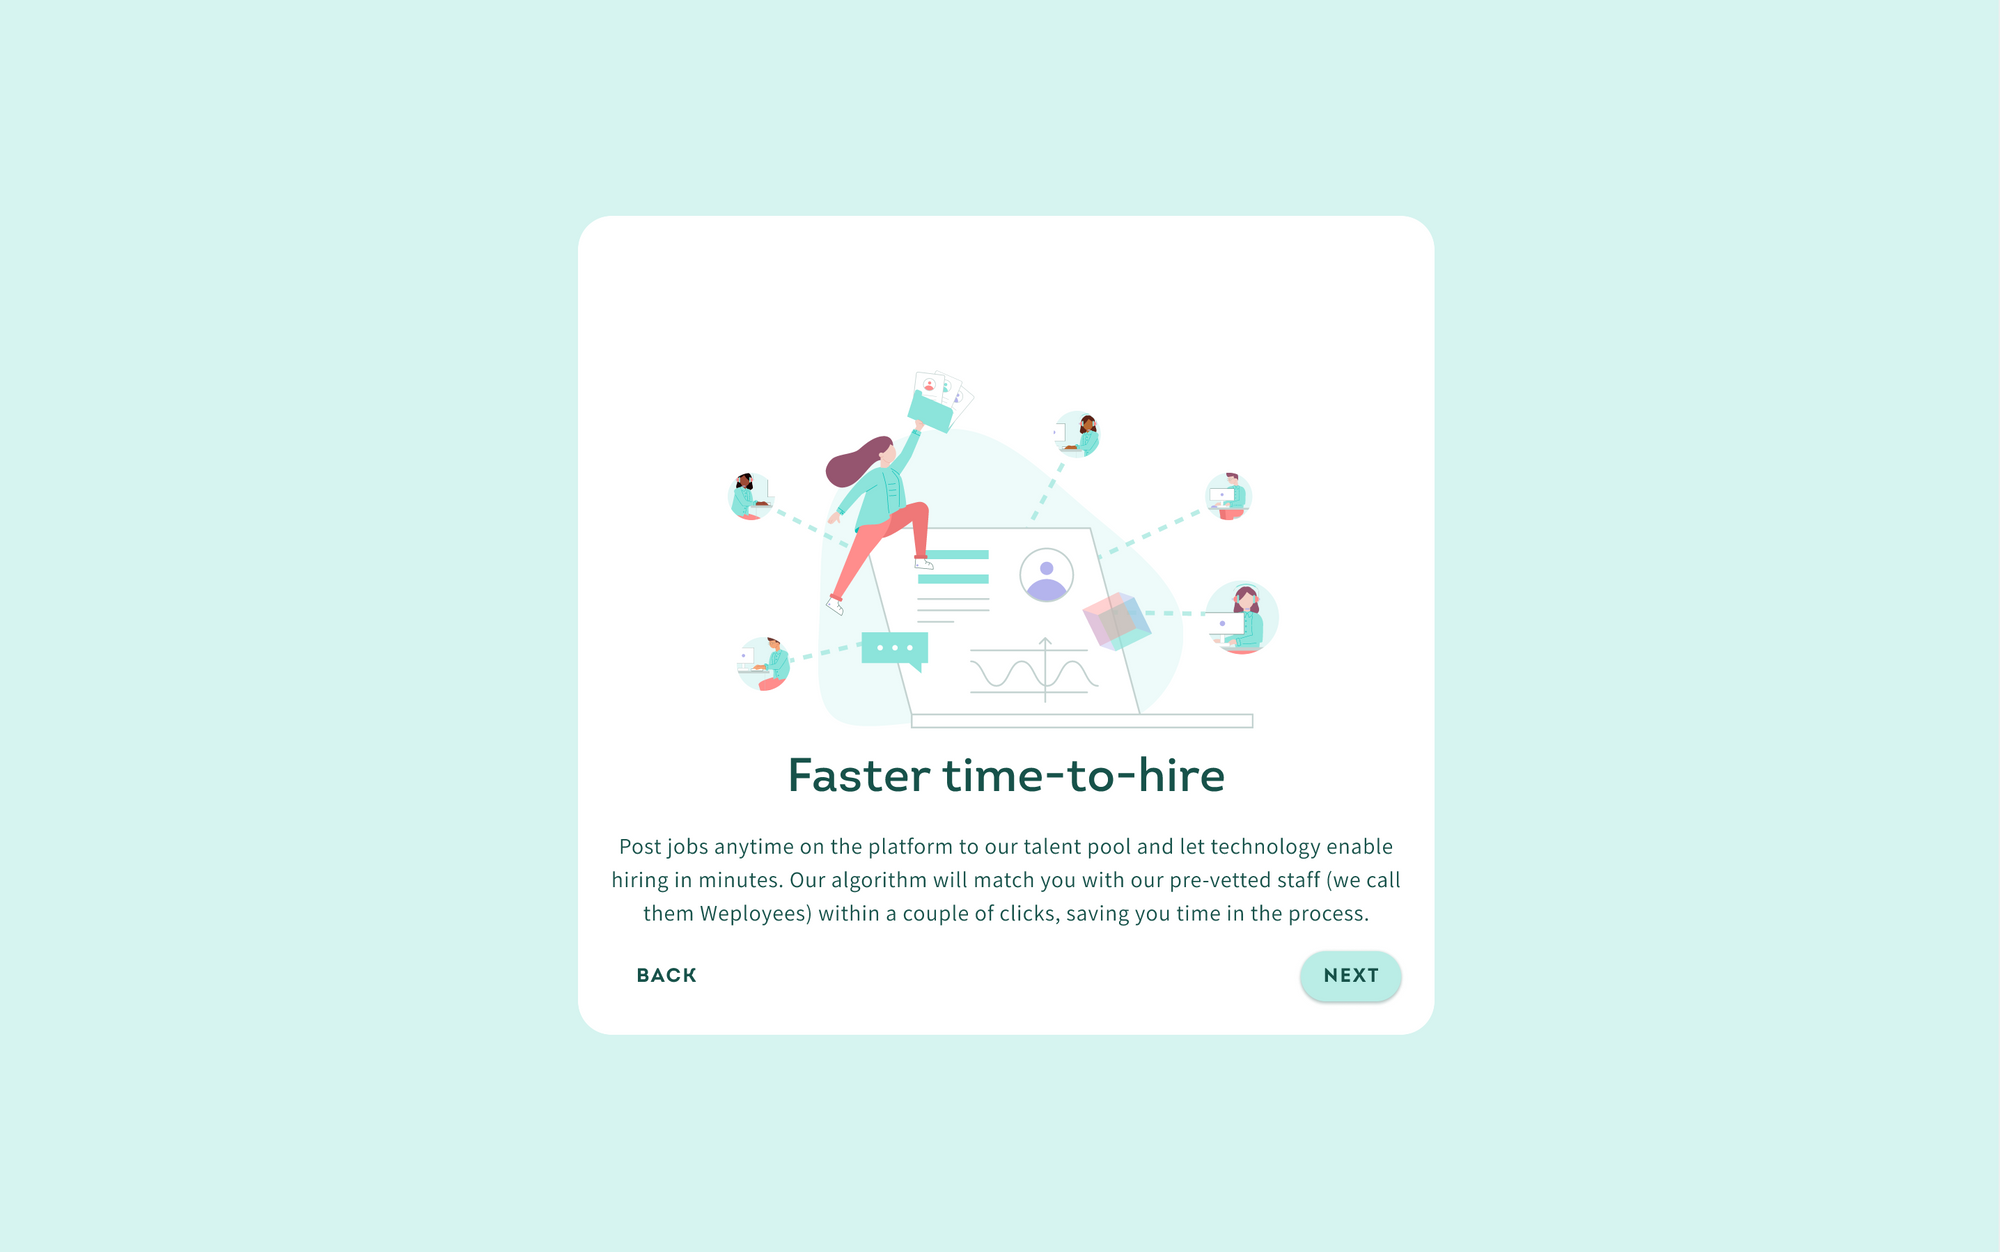 Faster time-to-hire
Post jobs anytime on the platform to our talent pool and let technology enable
hiring in minutes. Our algorithm will match you with our pre-vetted staff (we call
them Weployees) within a couple of clicks, saving you time in the process.
BACK
NEXT